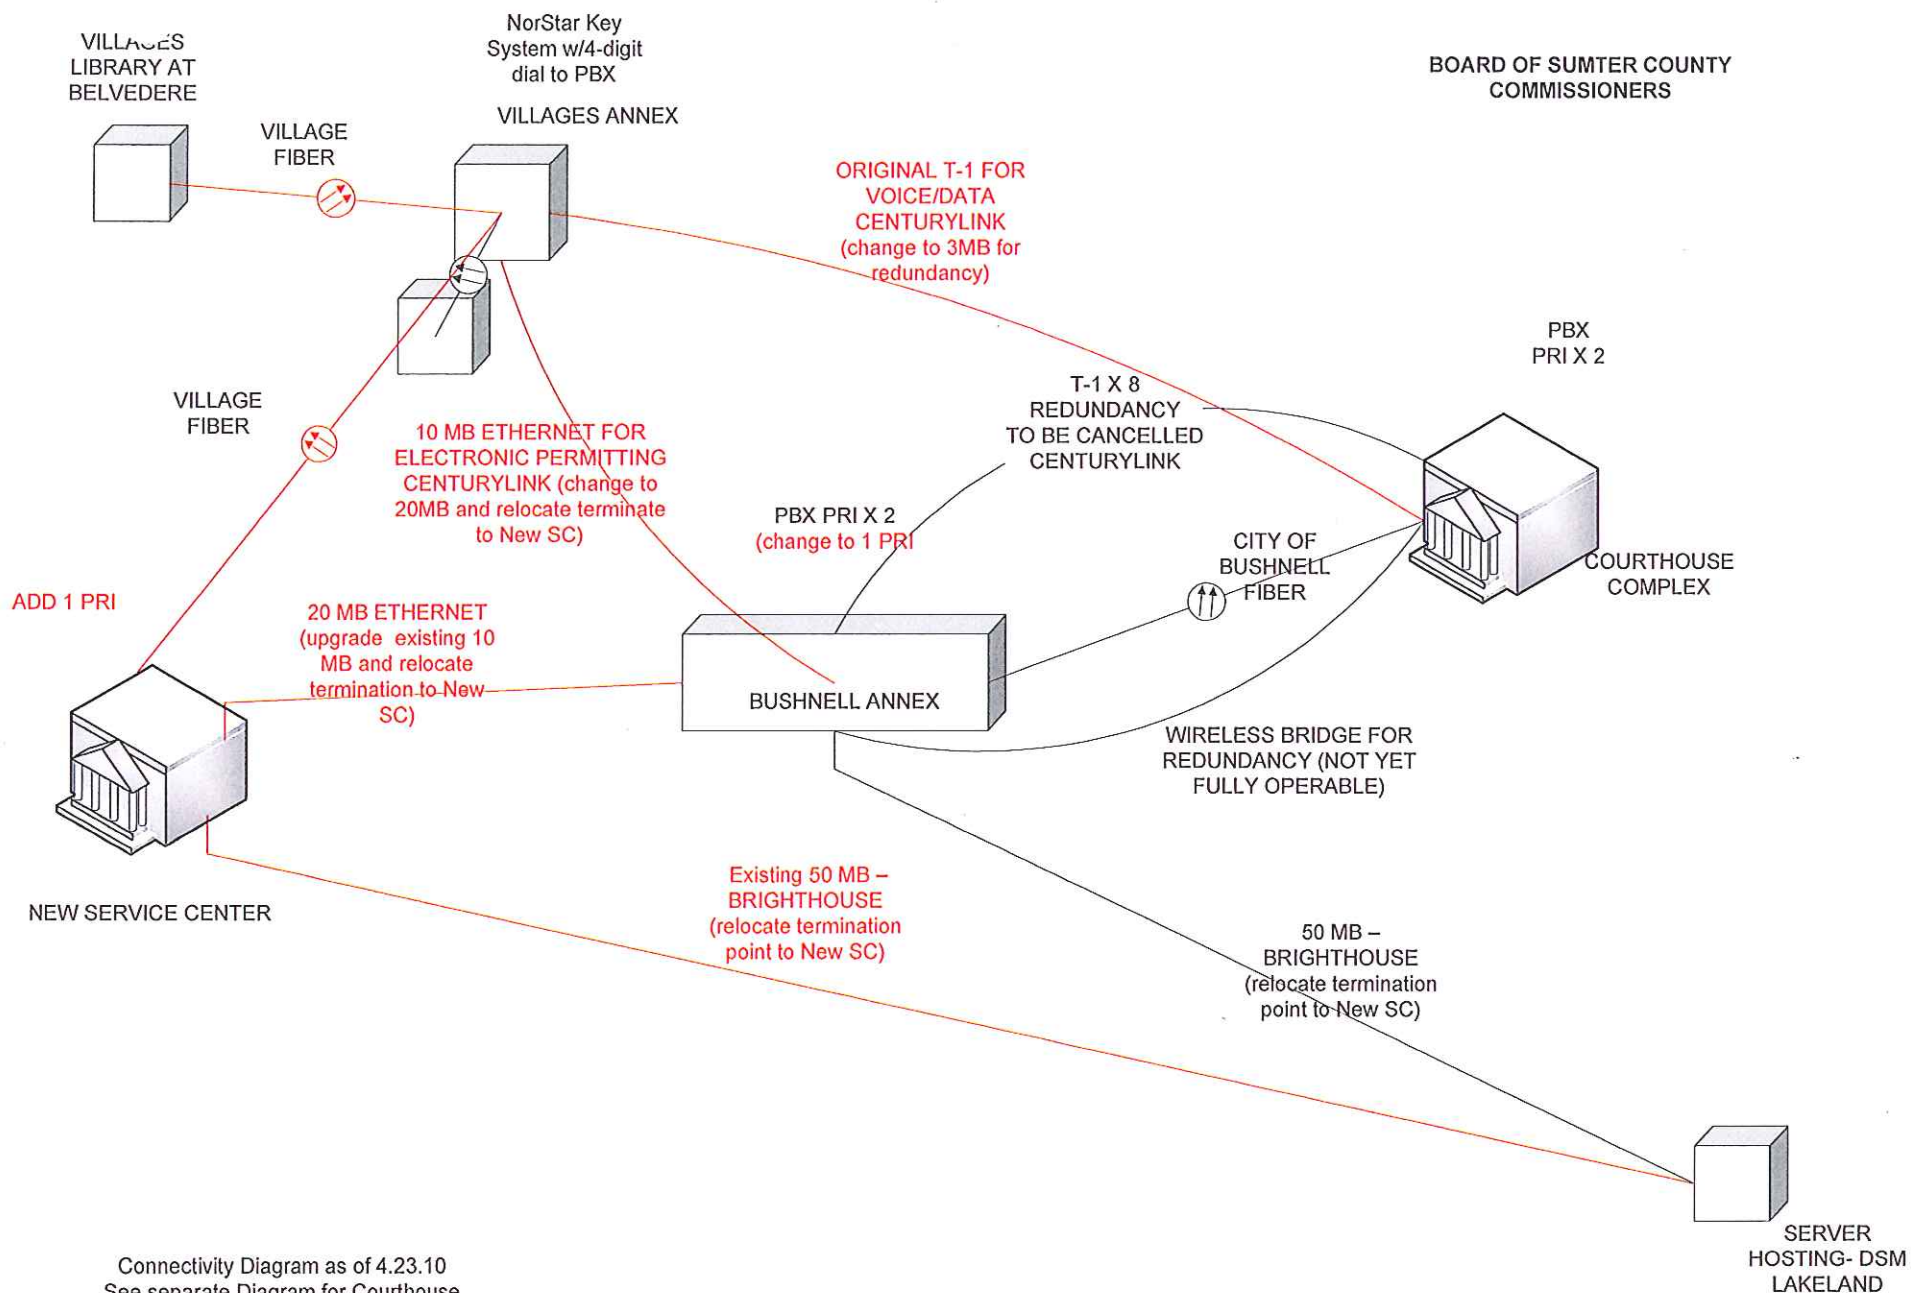 VILLAGES
LIBRARY AT
BELVEDERE
NorStar Key
System w/4-digit
dial to PBX
VILLAGES ANNEX
BOARD OF SUMTER COUNTY
COMMISSIONERS
VILLAGE
FIBER
ORIGINAL T-1 FOR
VOICE/DATA
CENTURYLINK
(change to 3MB for
redundancy)
PBX
PRI X 2
T-1 X 8
REDUNDANCY
TO BE CANCELLED
CENTURYLINK
VILLAGE
FIBER
10 MB ETHERNET FOR
ELECTRONIC PERMITTING
CENTURYLINK (change to
20MB and relocate terminate
to New SC)
PBX PRI X 2
(change to 1 PRI
CITY OF
BUSHNELL
FIBER
COURTHOUSE
COMPLEX
ADD 1 PRI
20 MB ETHERNET
(upgrade existing 10
MB and relocate
termination to New
SC)
BUSHNELL ANNEX
WIRELESS BRIDGE FOR
REDUNDANCY (NOT YET
FULLY OPERABLE)
NEW SERVICE CENTER
Existing 50 MB –
BRIGHTHOUSE
(relocate termination
point to New SC)
50 MB –
BRIGHTHOUSE
(relocate termination
point to New SC)
SERVER
HOSTING- DSM
LAKELAND
Connectivity Diagram as of 4.23.10
See separate Diagram for Courthouse